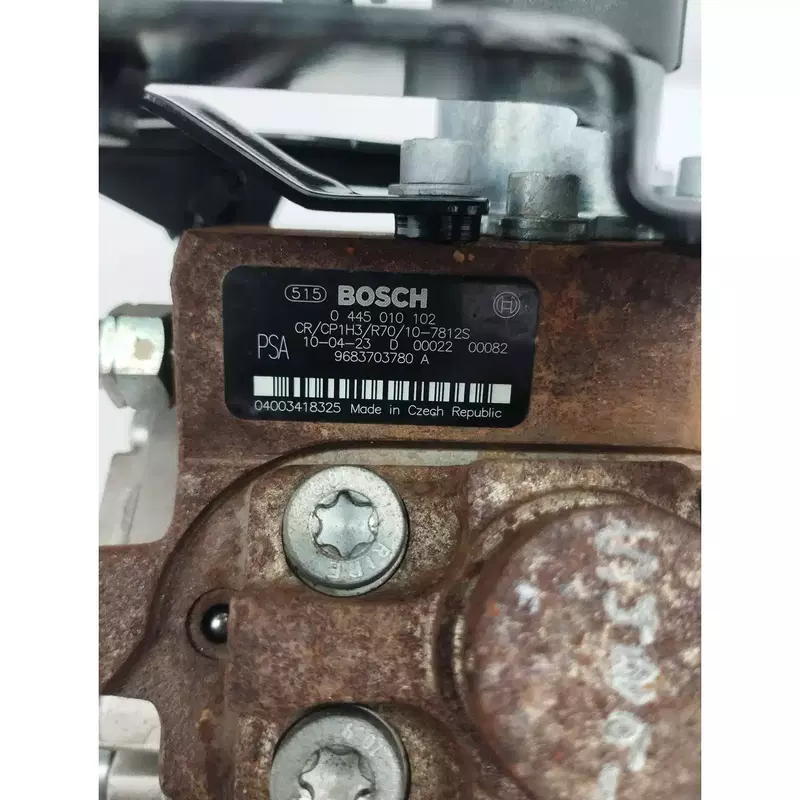 515 BOSCH
0 445 010 102
CR/CP1H3/R70/10-7812S
PSA 10-04-23 D 00022 00082
9683703780 A
04003418325 Made in Czech Republic
RIBE